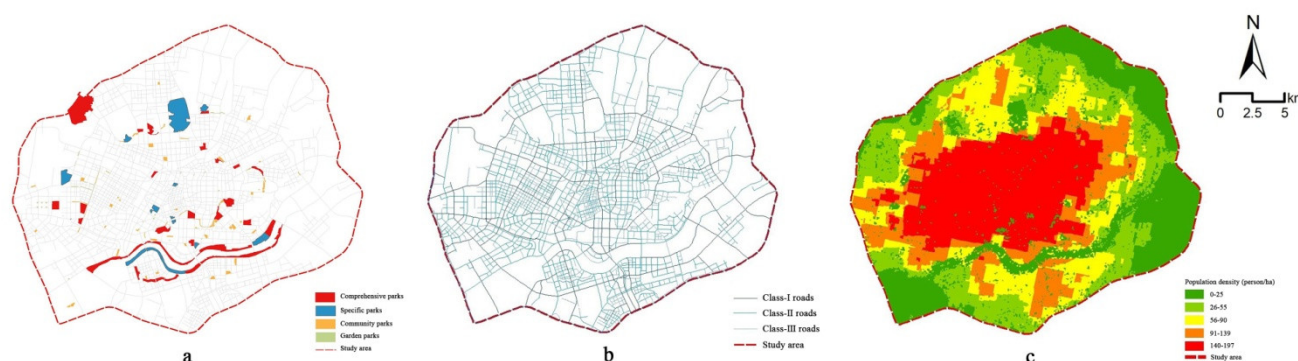 Comprehensive parks
Specific parks
Community parks
Garden parks
Study area
a
Class-I roads
Class-II roads
Class-III roads
Study area
b
N
0 2.5 5
Population density (person/ha)
0-25
26-55
56-90
91-139
140-197
Study area
c